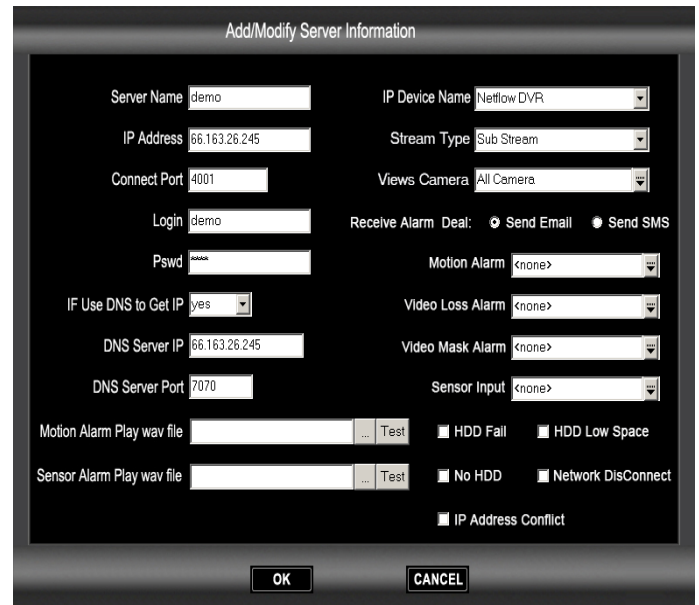 Add/Modify Server Information
Server Name demo
IP Device Name Netflow DVR
IP Address 66.163.26.245
Stream Type Sub Stream
Connect Port 4001
Views Camera All Camera
Login demo
Receive Alarm Deal: Send Email Send SMS
Pswd ****
Motion Alarm <none>
IF Use DNS to Get IP yes
Video Loss Alarm <none>
DNS Server IP 66.163.26.245
Video Mask Alarm <none>
DNS Server Port 7070
Sensor Input <none>
Motion Alarm Play wav file ... Test
HDD Fail HDD Low Space
Sensor Alarm Play wav file ... Test
No HDD Network DisConnect
IP Address Conflict
OK CANCEL